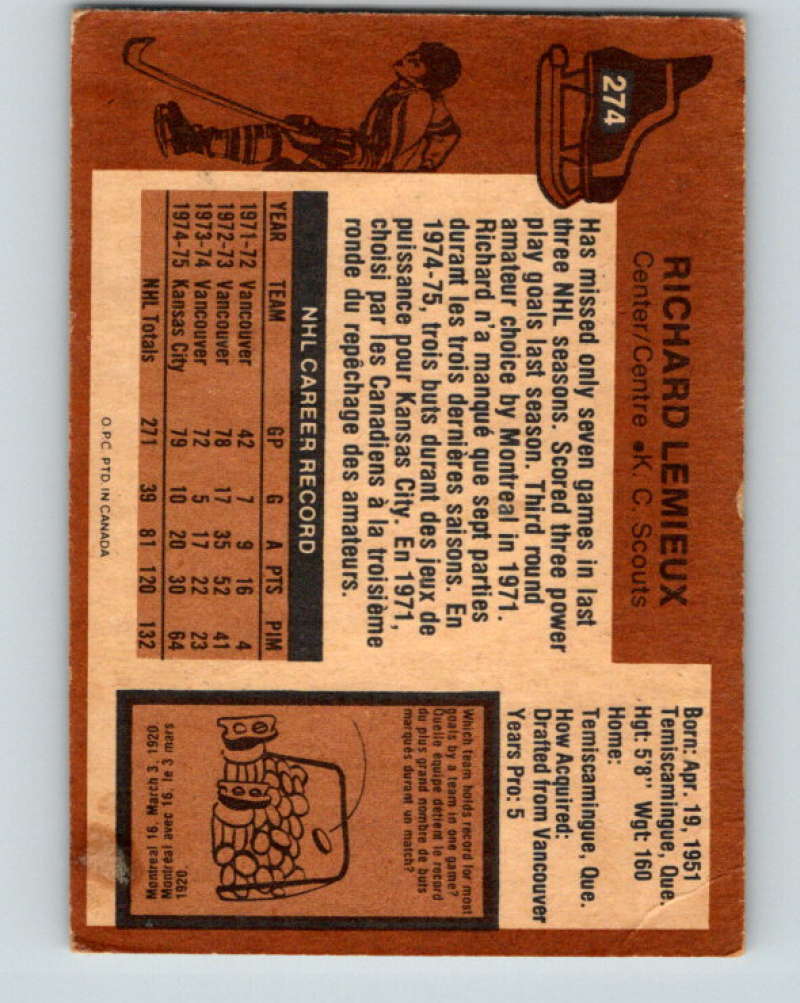 274
RICHARD LEMIEUX
Center/Centre •K. C. Scouts
Has missed only seven games in last
three NHL seasons. Scored three power
play goals last season. Third round
amateur choice by Montreal in 1971.
Richard n'a manqué que sept parties
durant les trois dernières saisons. En
1974-75, trois buts durant des jeux de
puissance pour Kansas City. En 1971,
choisi par les Canadiens à la troisième
ronde du repêchage des amateurs.
NHL CAREER RECORD
YEAR TEAM GP G A PTS PIM
1971-72 Vancouver 42 7 9 16 4
1972-73 Vancouver 78 17 35 52 41
1973-74 Vancouver 72 5 17 22 23
1974-75 Kansas City 79 10 20 30 64
NHL Totals 271 39 81 120 132
O.P.C. PTD. IN CANADA
Born: Apr. 19, 1951
Temiscamingue, Que.
Hgt: 5'8" Wgt: 160
Home:
Temiscamingue, Que.
How Acquired:
Drafted from Vancouver
Years Pro: 5
Which team holds record for most
goals by a team in one game?
Quelle équipe détient le record
du plus grand nombre de buts
marqués durant un match?
Montreal 16, March 3,
1920.
Montréal avec 16, le 3 mars
1920